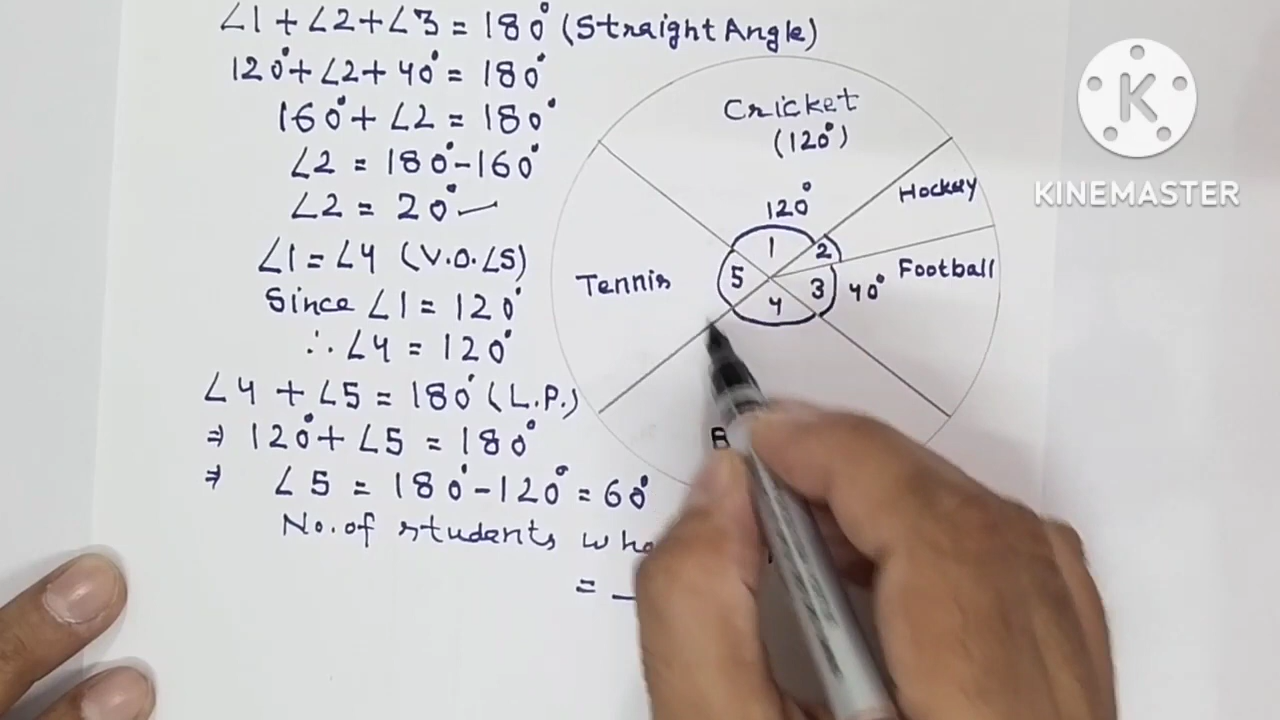 ∠1+∠2+∠3 = 180° (Straight Angle)
120°+∠2+40° = 180°
160°+∠2 = 180°
∠2 = 180°-160°
∠2 = 20°
∠1 = ∠4 (V.O.∠S)
Since ∠1 = 120°
∴ ∠4 = 120°
∠4 + ∠5 = 180° (L.P.)
⇒ 120°+∠5 = 180°
⇒ ∠5 = 180°-120° = 60°
No. of students
=
Cricket
(120°)
120°
Hockey
Football
40°
Tennis
1
2
3
4
5
K
KINEMASTER